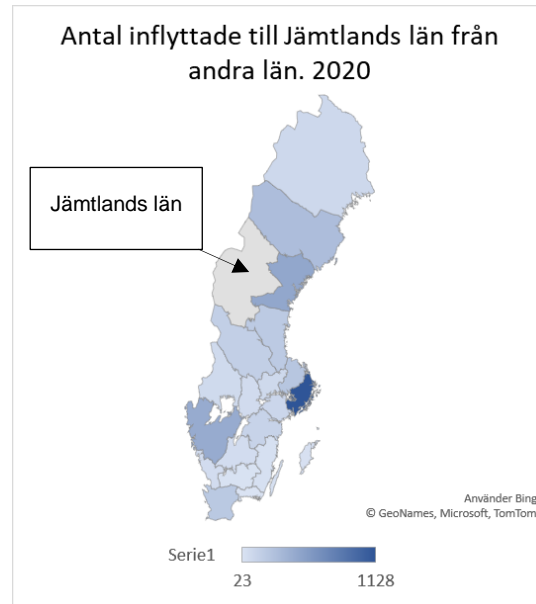 Antal inflyttade till Jämtlands län från
andra län. 2020
Jämtlands län
Använder Bing
© GeoNames, Microsoft, TomTom
Serie1
23
1128